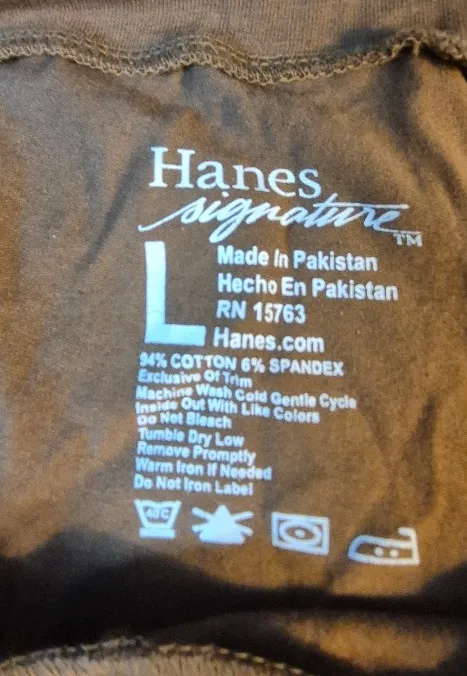 Hanes
signature™
L
Made In Pakistan
Hecho En Pakistan
RN 15763
Hanes.com
94% COTTON 6% SPANDEX
Exclusive Of Trim
Machine Wash Cold Gentle Cycle
Inside Out With Like Colors
Do Not Bleach
Tumble Dry Low
Remove Promptly
Warm Iron If Needed
Do Not Iron Label
40C